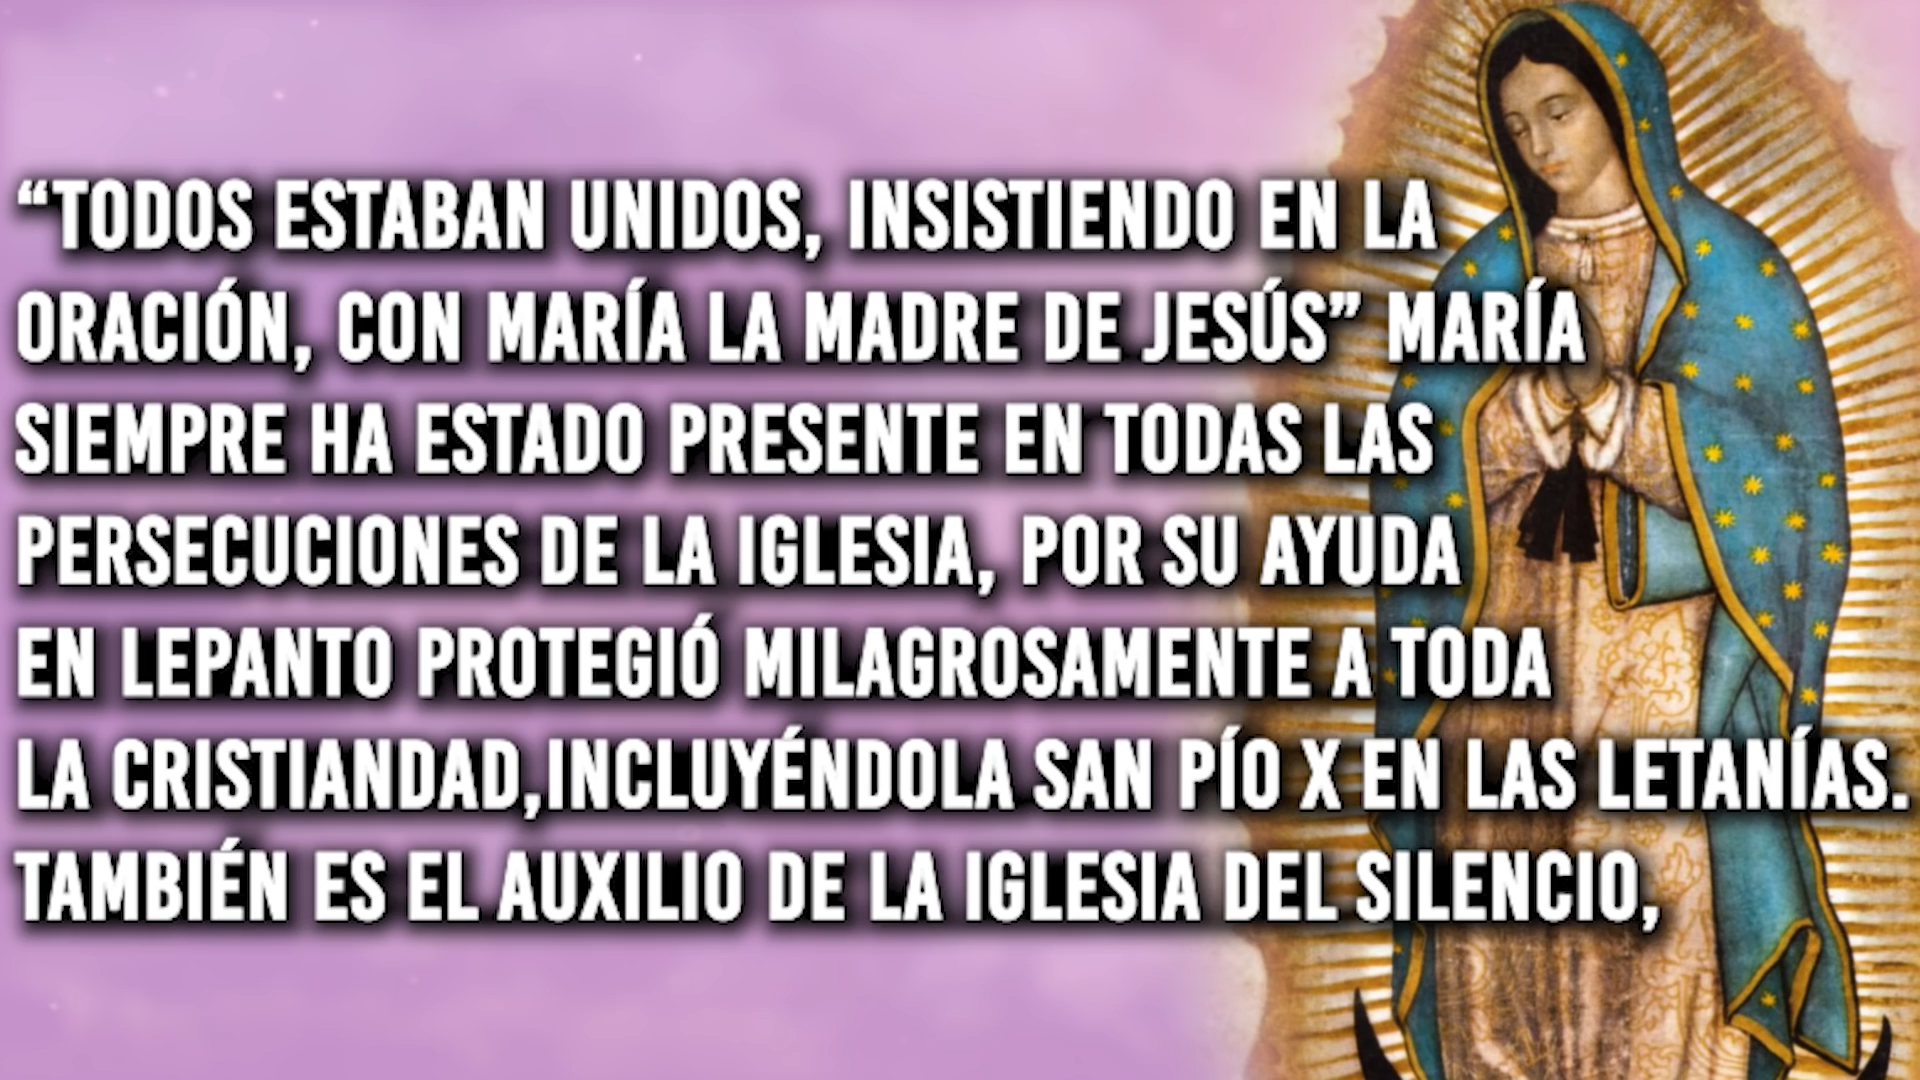 “TODOS ESTABAN UNIDOS, INSISTIENDO EN LA
ORACIÓN, CON MARÍA LA MADRE DE JESÚS” MARÍA
SIEMPRE HA ESTADO PRESENTE EN TODAS LAS
PERSECUCIONES DE LA IGLESIA, POR SU AYUDA
EN LEPANTO PROTEGIÓ MILAGROSAMENTE A TODA
LA CRISTIANDAD,INCLUYÉNDOLA SAN PÍO X EN LAS LETANÍAS.
TAMBIÉN ES EL AUXILIO DE LA IGLESIA DEL SILENCIO,